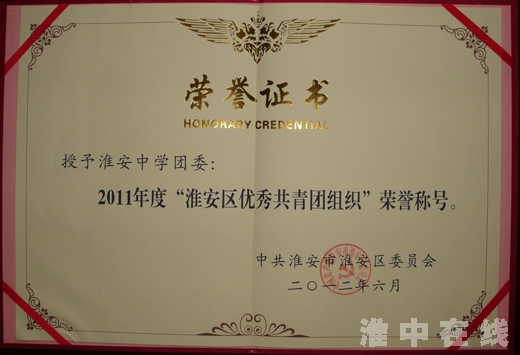 荣誉证书
HONORARY CREDENTIAL
授予淮安中学团委：
2011年度“淮安区优秀共青团组织”荣誉称号。
中共淮安市淮安区委员会
二〇一二年六月
淮中在线